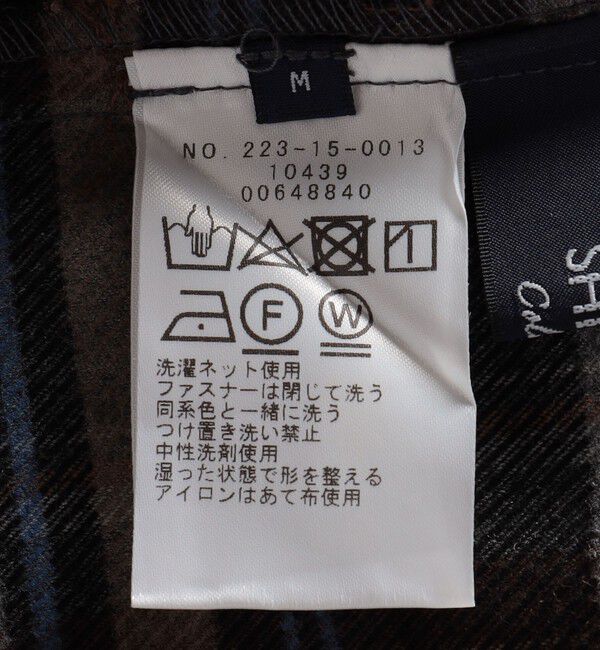 M
NO. 223-15-0013
10439
00648840
F
W
洗濯ネット使用
ファスナーは閉じて洗う
同系色と一緒に洗う
つけ置き洗い禁止
中性洗剤使用
湿った状態で形を整える
アイロンはあて布使用
SHI